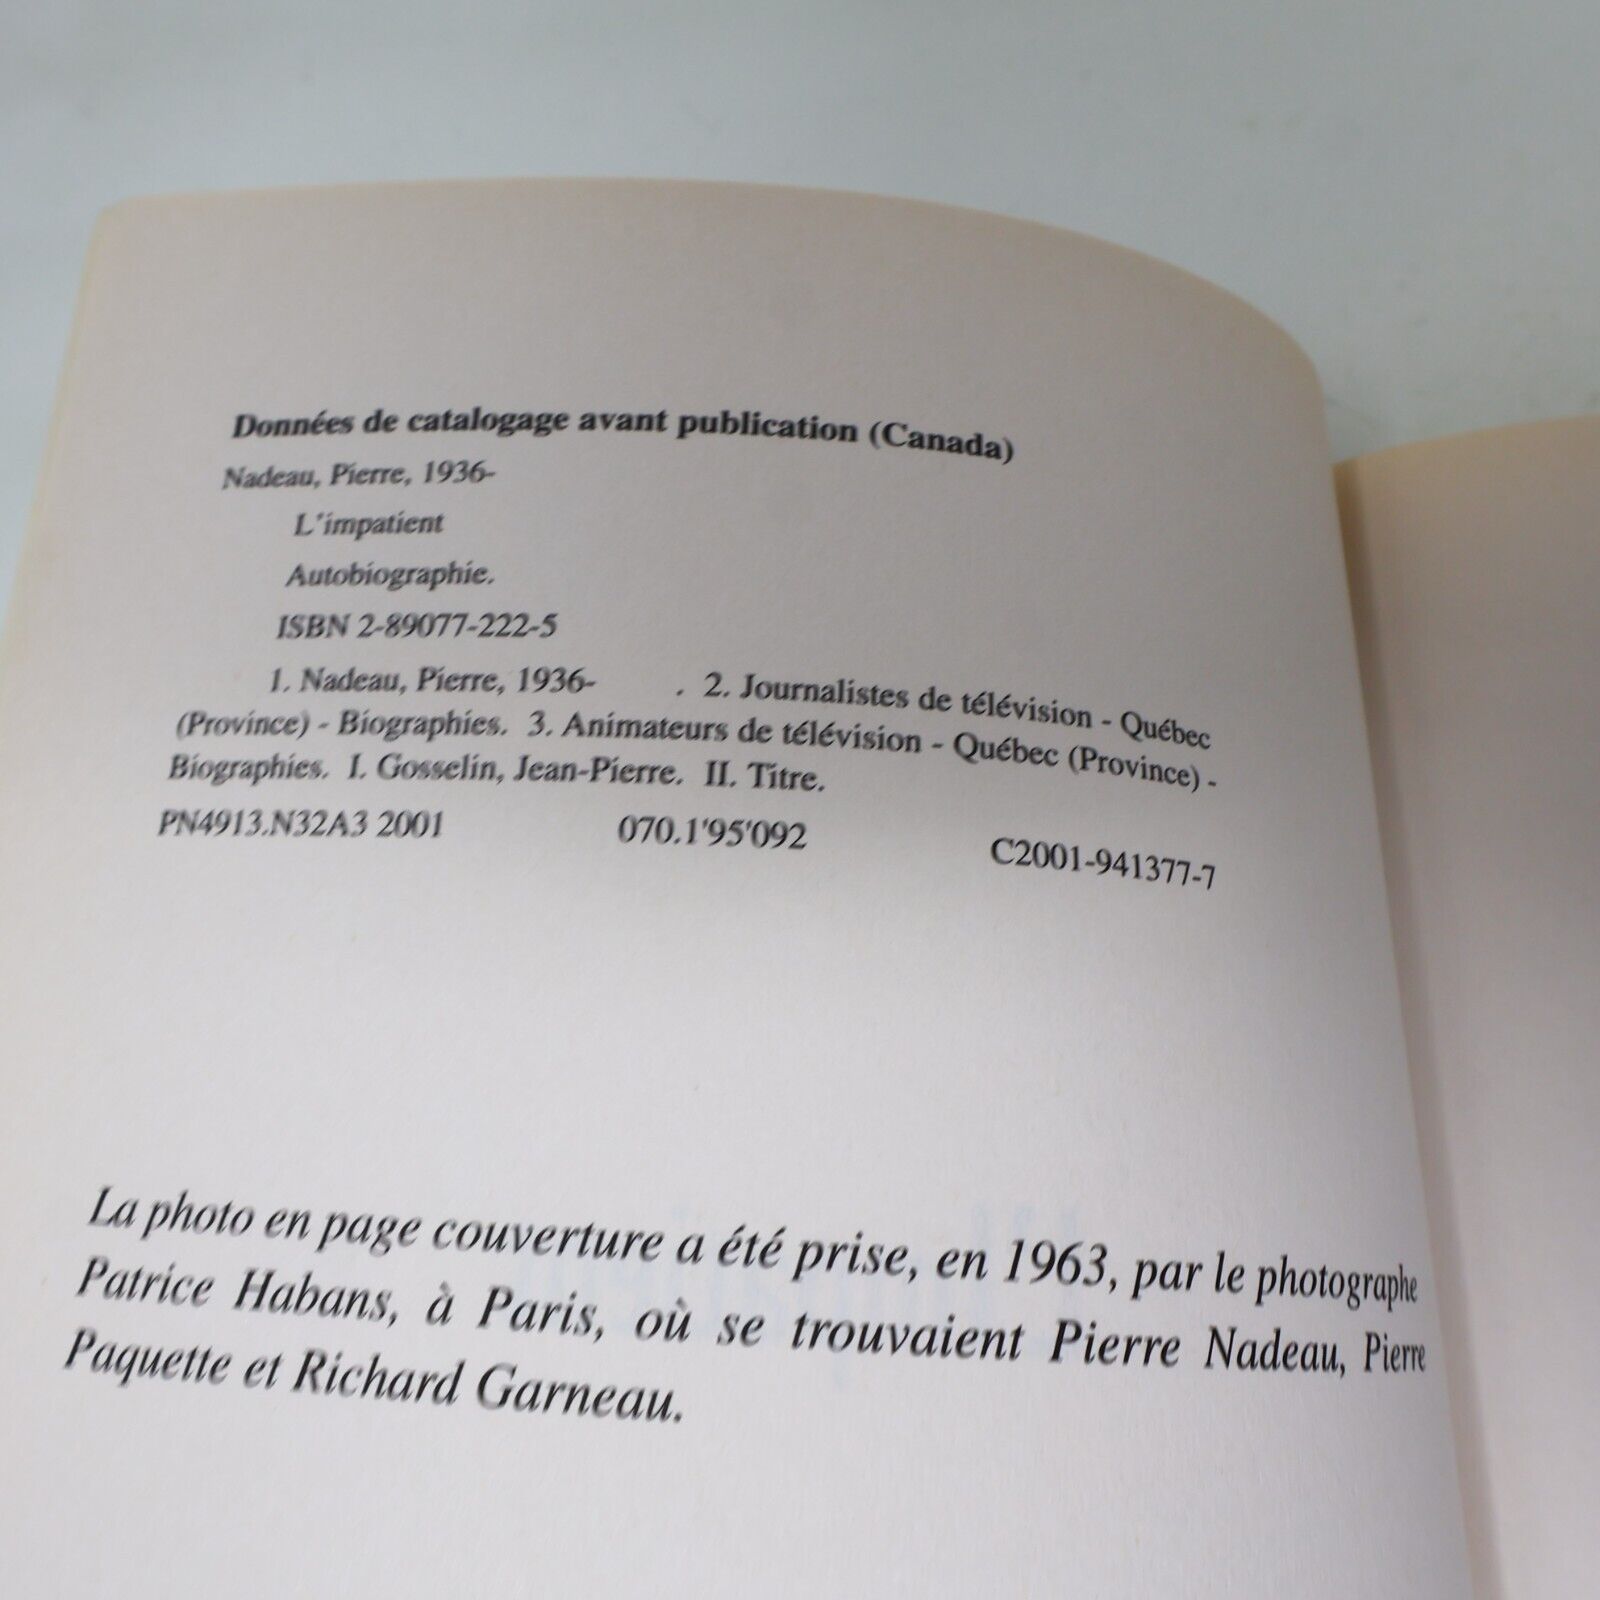 Données de catalogage avant publication (Canada)
Nadeau, Pierre, 1936-
L'impatient
Autobiographie.
ISBN 2-89077-222-5
1. Nadeau, Pierre, 1936-      . 2. Journalistes de télévision - Québec
(Province) - Biographies. 3. Animateurs de télévision - Québec (Province) -
Biographies. I. Gosselin, Jean-Pierre. II. Titre.
PN4913.N32A3 2001 070.1'95'092 C2001-941377-7
La photo en page couverture a été prise, en 1963, par le photographe
Patrice Habans, à Paris, où se trouvaient Pierre Nadeau, Pierre
Paquette et Richard Garneau.